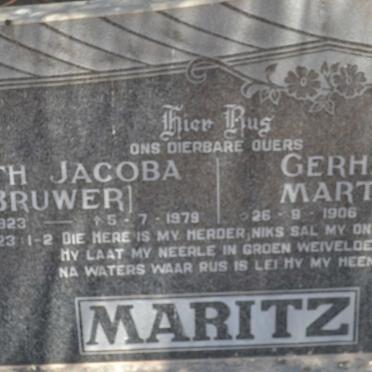 Hier Rus
ONS DIERBARE OUERS
TH JACOBA GERH
BRUWER] MART
923 — †5-7-1979 26-9-1906
23 1-2 DIE HERE IS MY HERDER, NIKS SAL MY ON
HY LAAT MY NEERLE IN GROEN WEIVELDE
NA WATERS WAAR RUS IS LEI HY MY HEEN
MARITZ